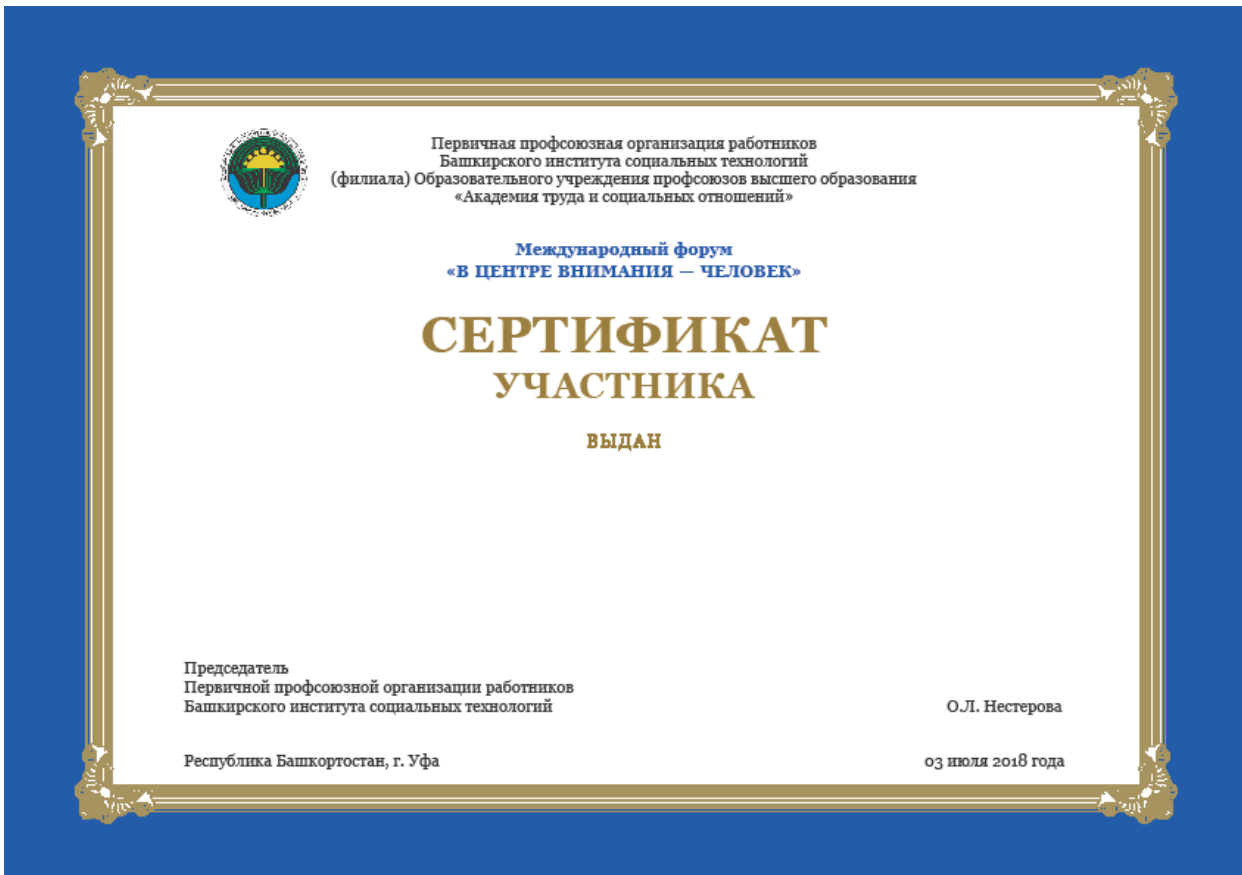 Первичная профсоюзная организация работников
Башкирского института социальных технологий
(филиала) Образовательного учреждения профсоюзов высшего образования
«Академия труда и социальных отношений»
Международный форум
«В ЦЕНТРЕ ВНИМАНИЯ — ЧЕЛОВЕК»
СЕРТИФИКАТ
УЧАСТНИКА
ВЫДАН
Председатель
Первичной профсоюзной организации работников
Башкирского института социальных технологий
О.Л. Нестерова
Республика Башкортостан, г. Уфа
03 июля 2018 года